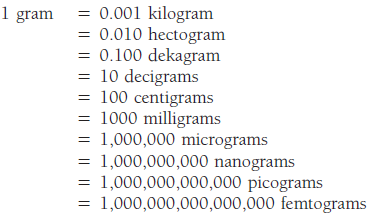 1 gram = 0.001 kilogram
= 0.010 hectogram
= 0.100 dekagram
= 10 decigrams
= 100 centigrams
= 1000 milligrams
= 1,000,000 micrograms
= 1,000,000,000 nanograms
= 1,000,000,000,000 picograms
= 1,000,000,000,000,000 femtograms